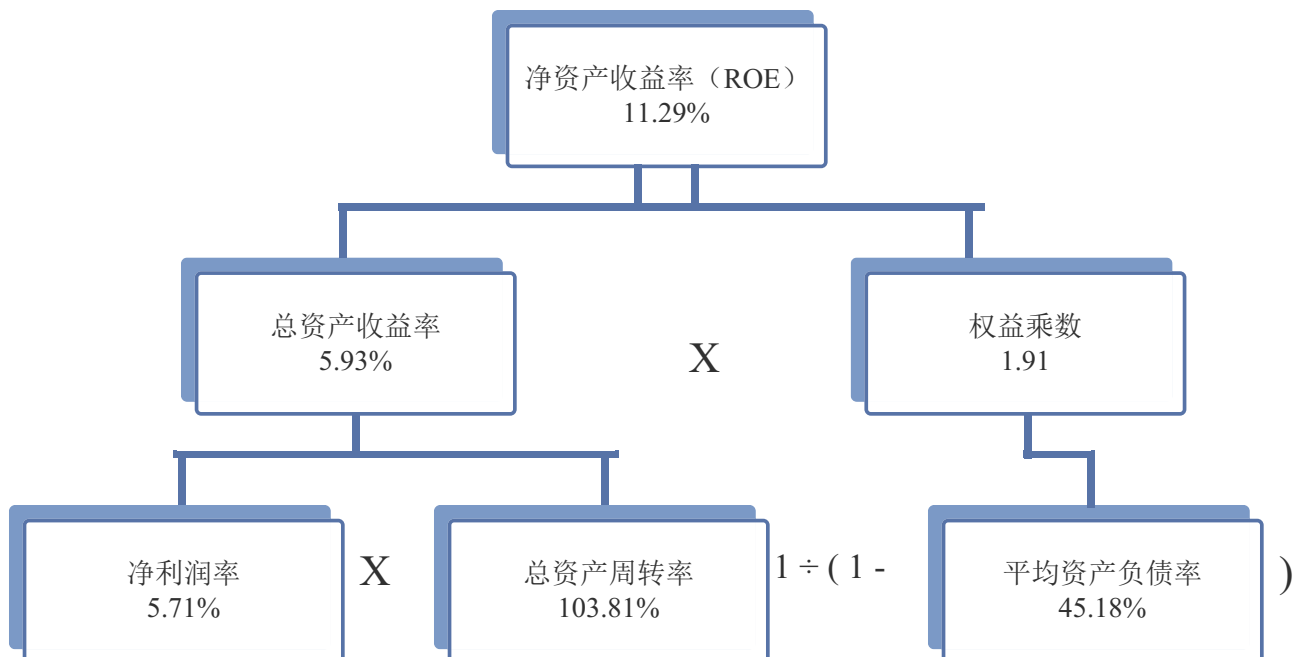 净资产收益率（ROE）
11.29%
总资产收益率
5.93%
X
权益乘数
1.91
净利润率
5.71%
X
总资产周转率
103.81%
1 ÷ ( 1 -
平均资产负债率
45.18%
)